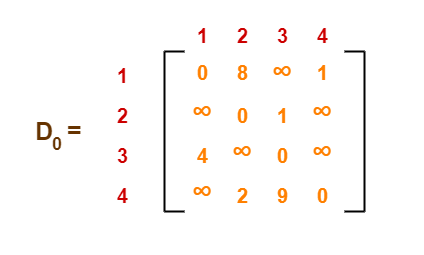 1 2 3 4
1 0 8 ∞ 1
2 ∞ 0 1 ∞
D₀ =
3 4 ∞ 0 ∞
4 ∞ 2 9 0